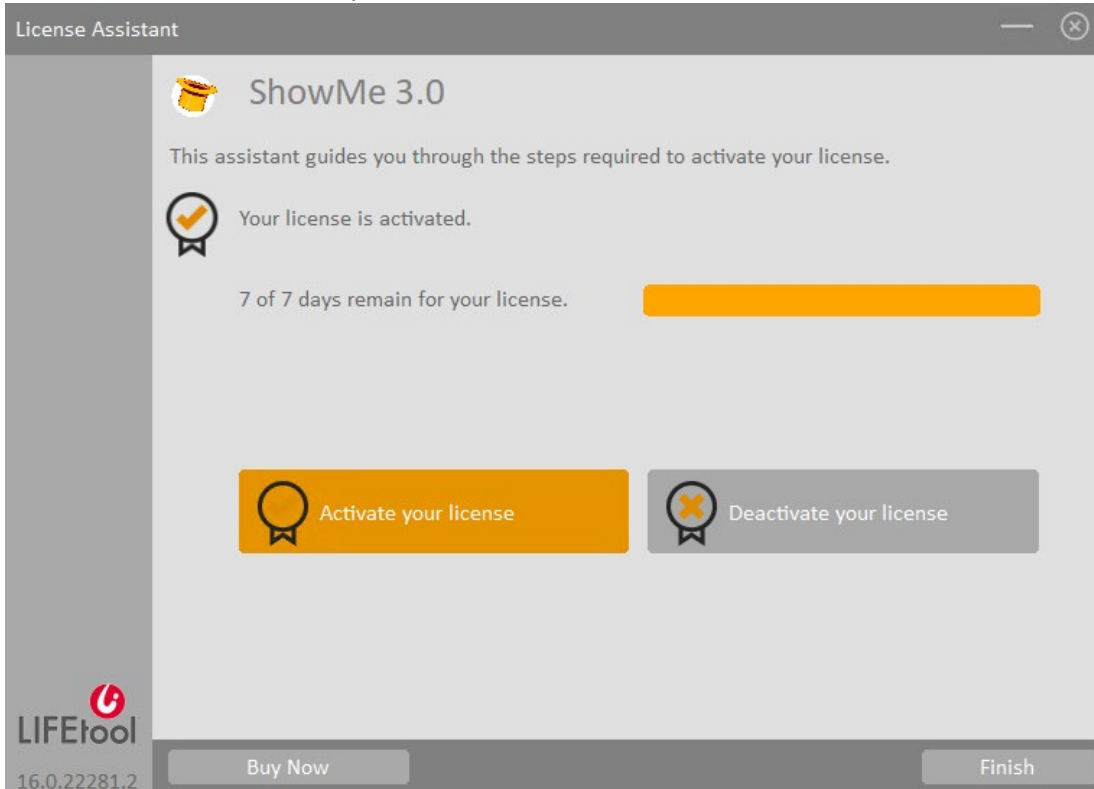 License Assistant
ShowMe 3.0
This assistant guides you through the steps required to activate your license.
Your license is activated.
7 of 7 days remain for your license.
Activate your license
Deactivate your license
LIFEtool
16.0.22281.2
Buy Now
Finish